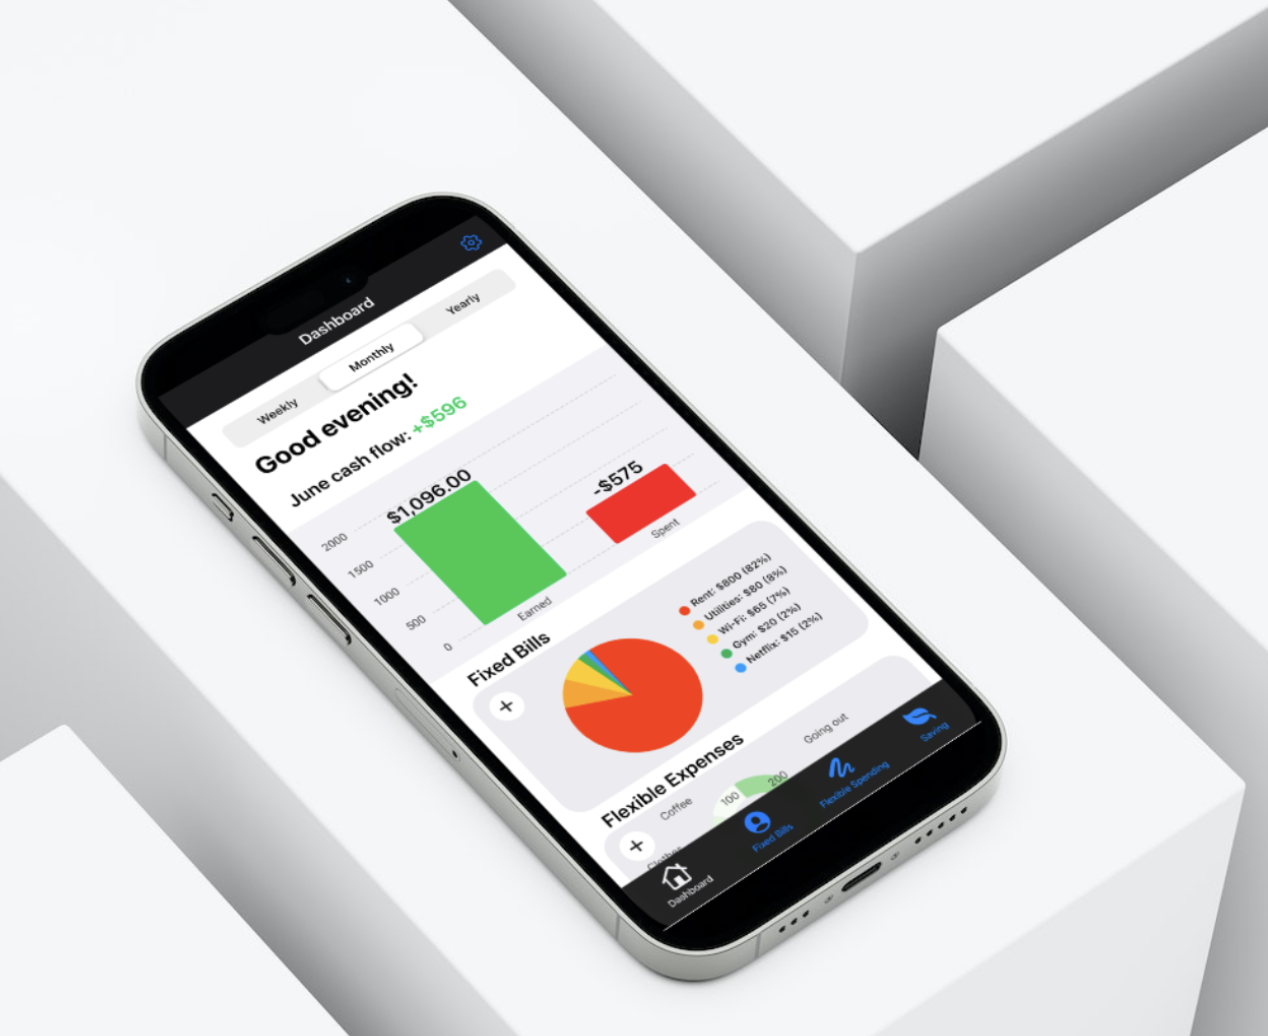 Dashboard
Weekly Monthly Yearly
Good evening!
June cash flow: +$596
$1,096.00
-$575
2000
1500
1000
500
0
Earned
Spent
Fixed Bills
+
Rent: $800 (82%)
Utilities: $80 (8%)
Wi-Fi: $65 (7%)
Gym: $20 (2%)
Netflix: $15 (2%)
Flexible Expenses
+
Coffee
100
200
Going out
Dashboard
Fixed Bills
Flexible Spending
Saving